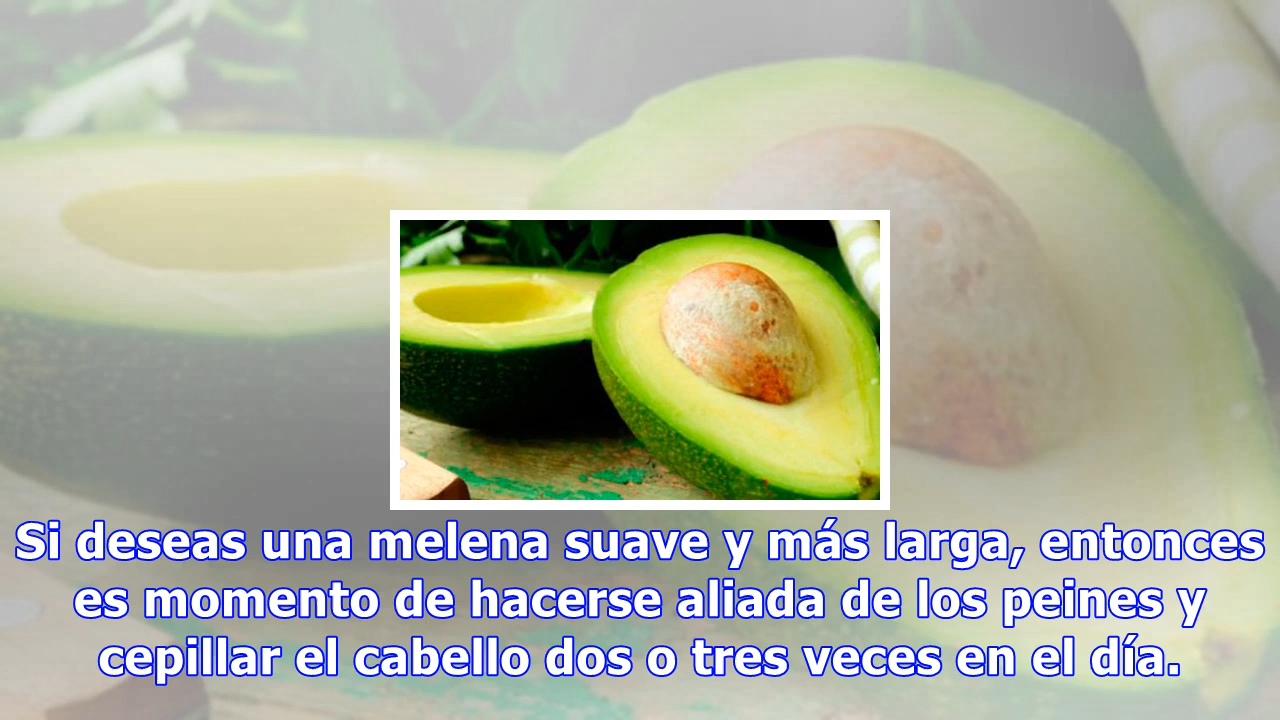 Si deseas una melena suave y más larga, entonces
es momento de hacerse aliada de los peines y
cepillar el cabello dos o tres veces en el día.